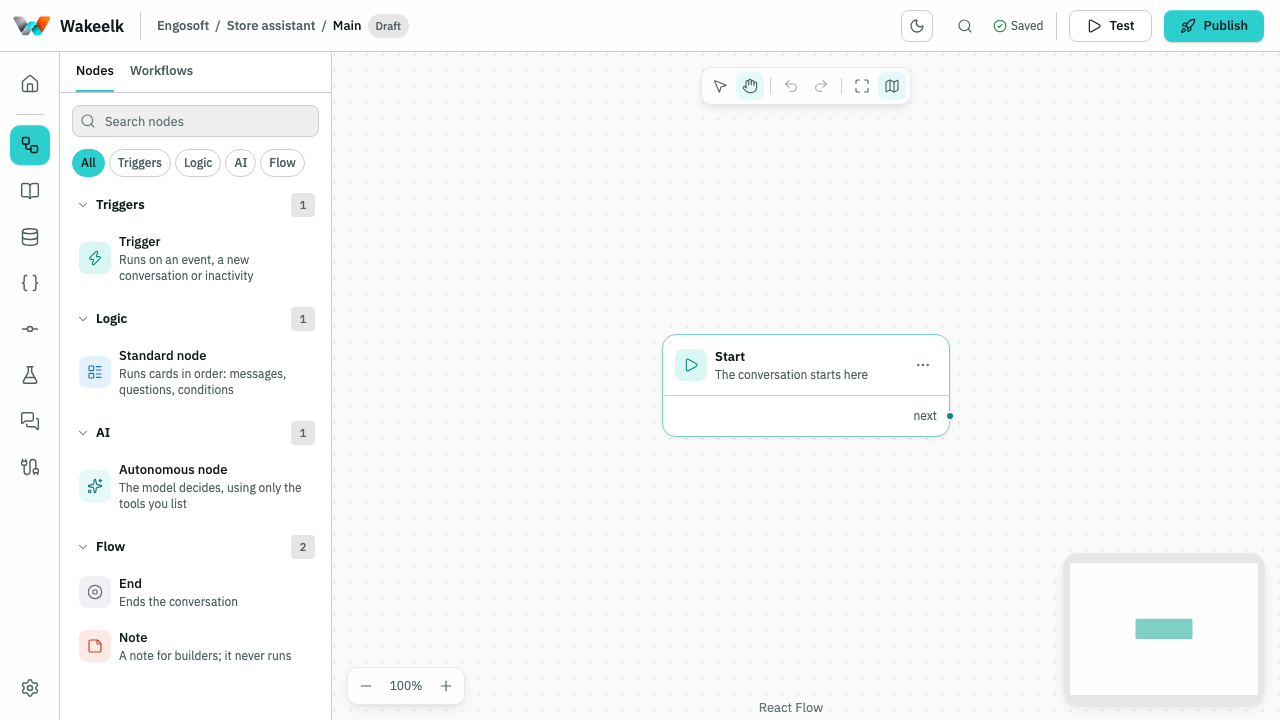 Wakeelk
Engosoft / Store assistant / Main Draft
Saved
Test
Publish
Nodes Workflows
Search nodes
All Triggers Logic AI Flow
Triggers 1
Trigger
Runs on an event, a new
conversation or inactivity
Logic 1
Standard node
Runs cards in order: messages,
questions, conditions
AI 1
Autonomous node
The model decides, using only the
tools you list
Flow 2
End
Ends the conversation
Note
A note for builders; it never runs
Start
The conversation starts here
next
100%
React Flow